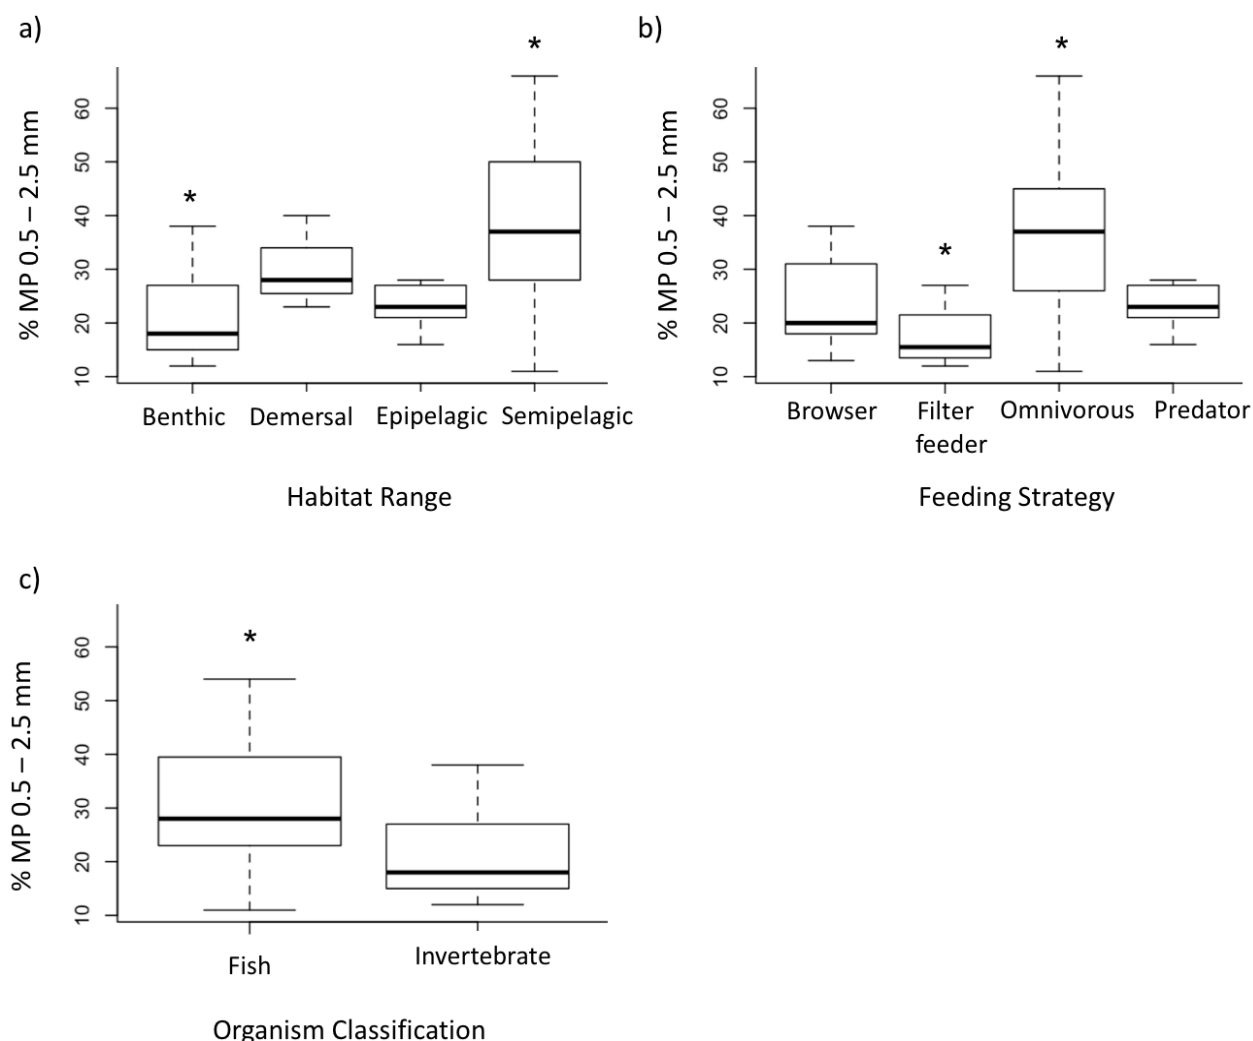 a)
*
*
% MP 0.5 – 2.5 mm
60
50
40
30
20
10
Benthic Demersal Epipelagic Semipelagic
Habitat Range
b)
*
*
% MP 0.5 – 2.5 mm
60
50
40
30
20
10
Browser Filter Omnivorous Predator
feeder
Feeding Strategy
c)
*
% MP 0.5 – 2.5 mm
60
50
40
30
20
10
Fish Invertebrate
Organism Classification